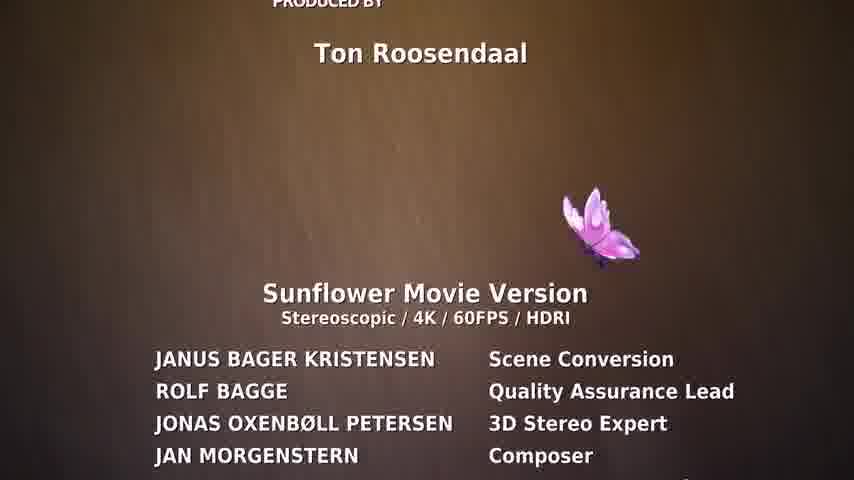 PRODUCED BY
Ton Roosendaal
Sunflower Movie Version
Stereoscopic / 4K / 60FPS / HDRI
JANUS BAGER KRISTENSEN Scene Conversion
ROLF BAGGE Quality Assurance Lead
JONAS OXENBØLL PETERSEN 3D Stereo Expert
JAN MORGENSTERN Composer